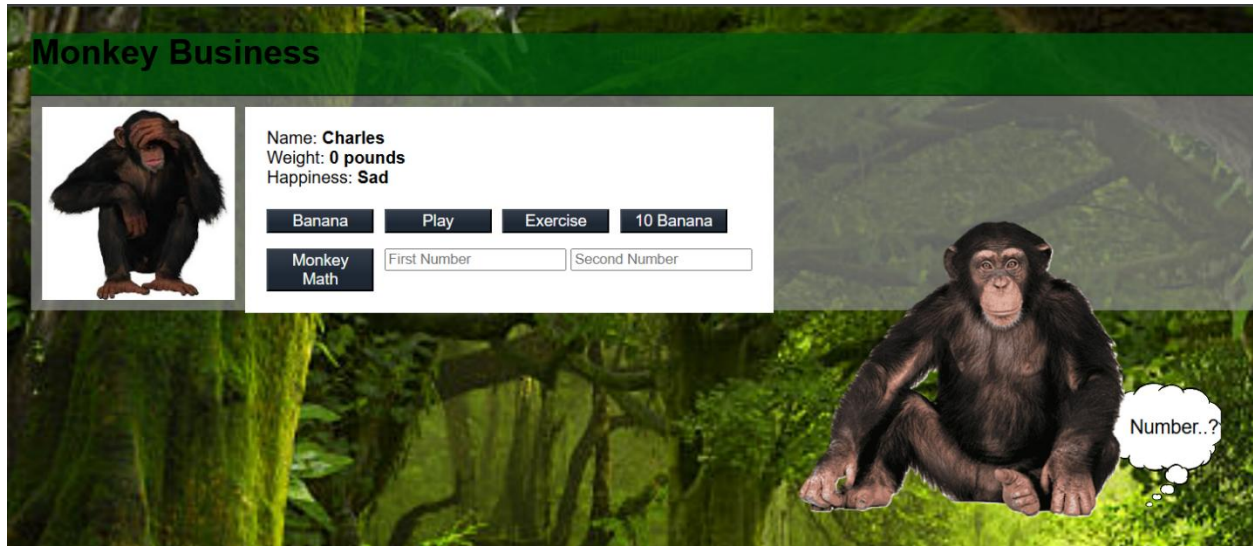 Monkey Business
Name: Charles
Weight: 0 pounds
Happiness: Sad
Banana Play Exercise 10 Banana
Monkey Math First Number Second Number
Number..?